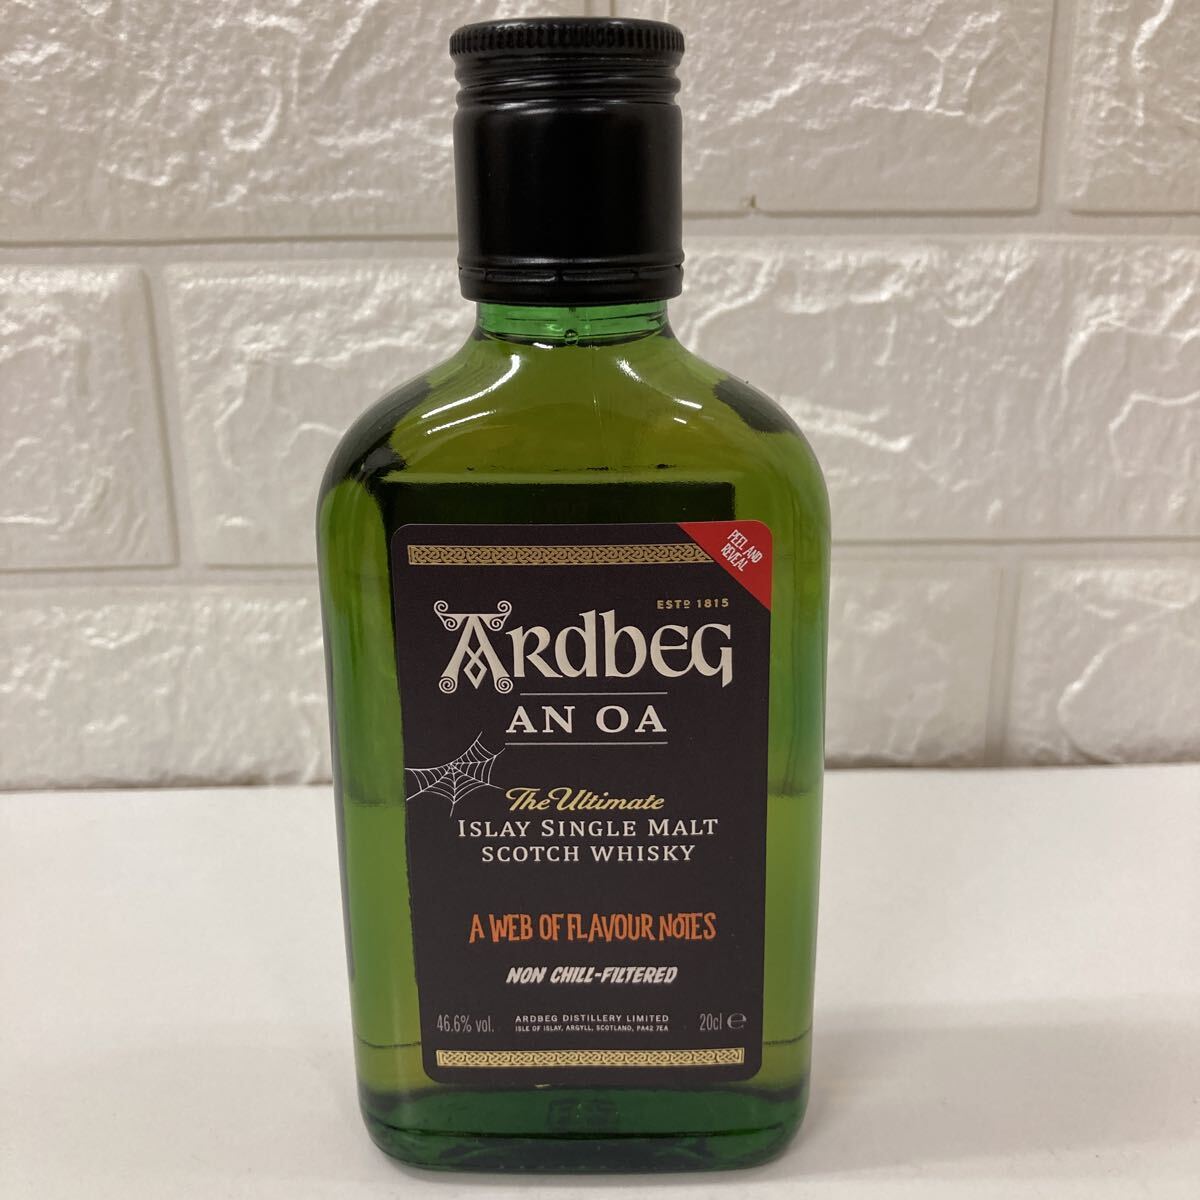 PEEL AND
REVEAL
ESTD 1815
ARDBEG
AN OA
The Ultimate
ISLAY SINGLE MALT
SCOTCH WHISKY
A WEB OF FLAVOUR NOTES
NON CHILL-FILTERED
46.6% vol.
ARDBEG DISTILLERY LIMITED
ISLE OF ISLAY, ARGYLL, SCOTLAND, PA42 7EA
20cl ℮